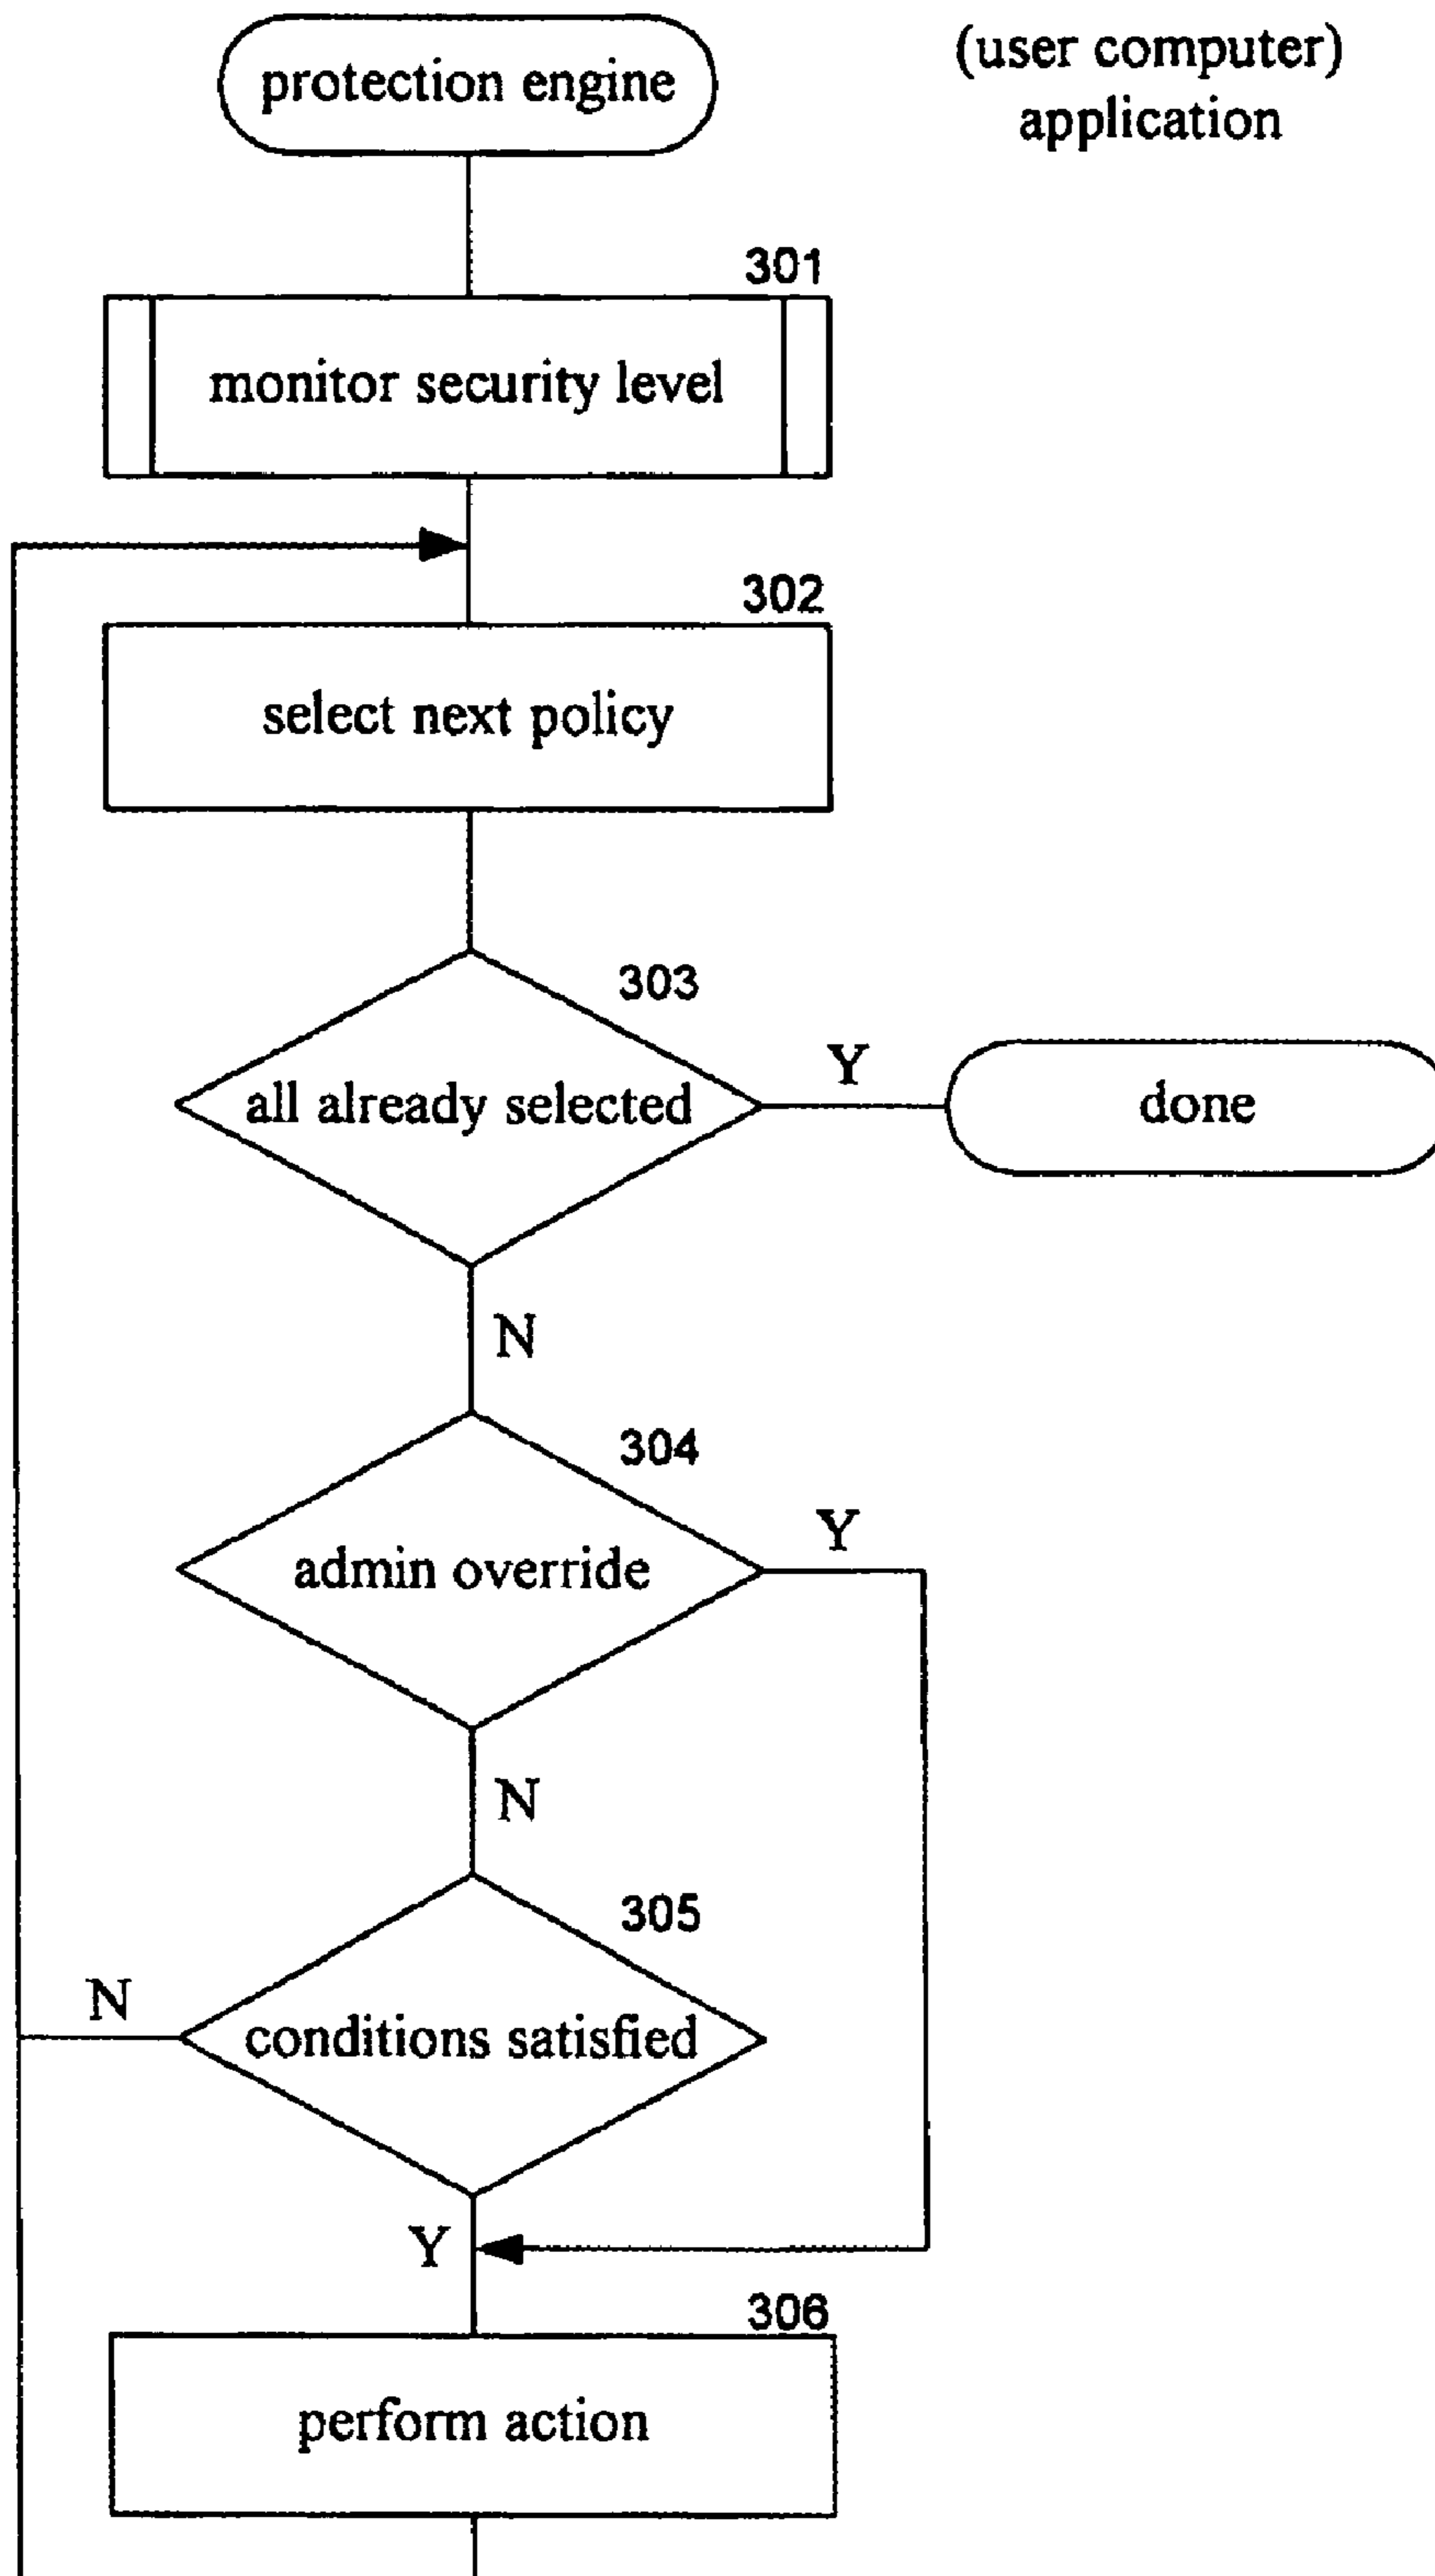 protection engine
(user computer)
application
301
monitor security level
302
select next policy
303
all already selected
Y
done
N
304
admin override
Y
N
305
N
conditions satisfied
Y
306
perform action